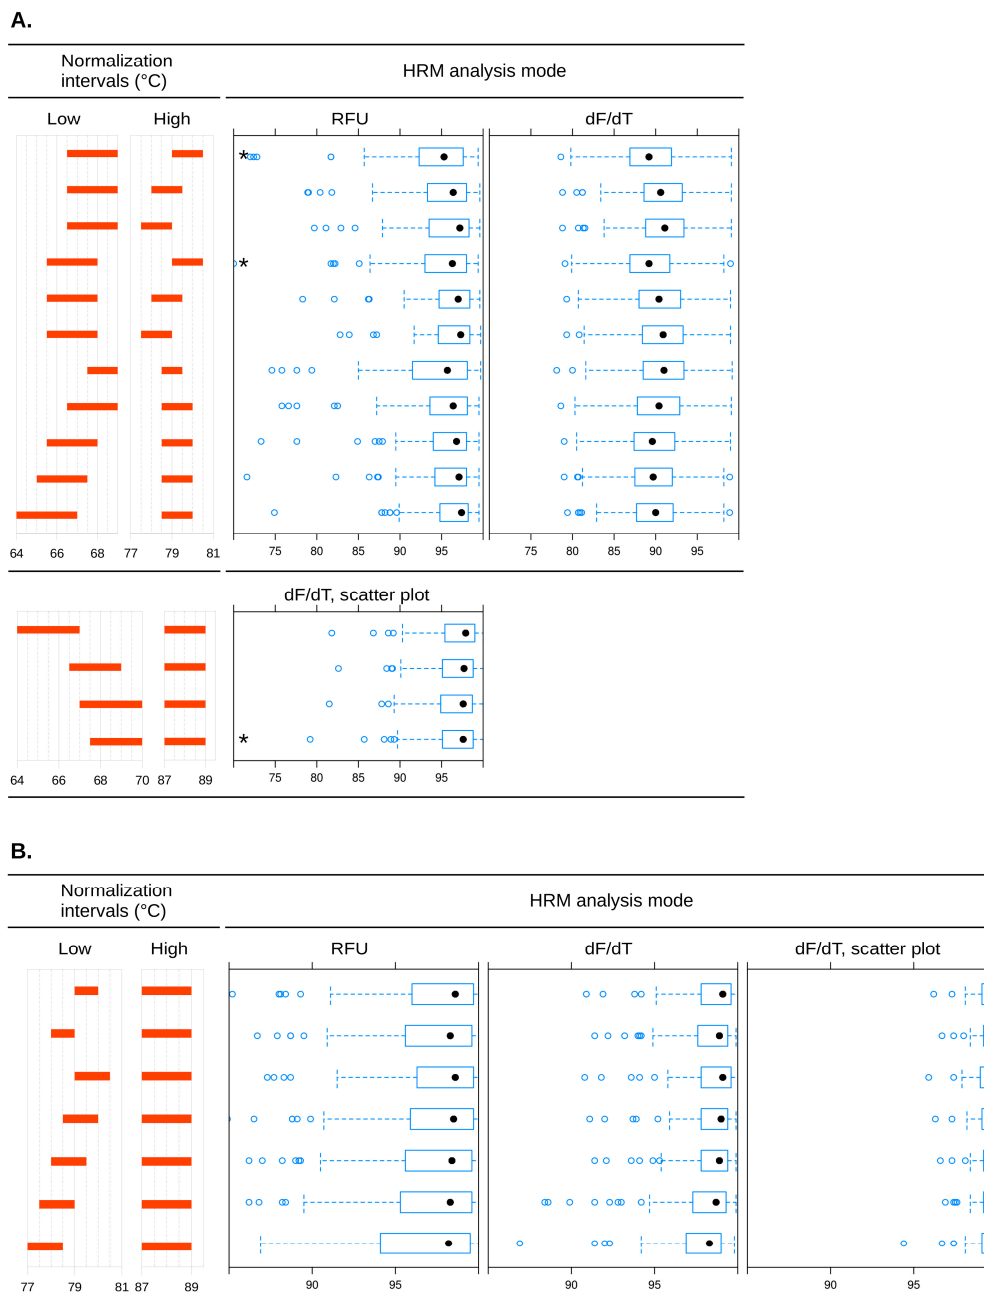 A.
Normalization
intervals (°C)
HRM analysis mode
Low High RFU dF/dT
*
*
64 66 68 77 79 81 75 80 85 90 95 75 80 85 90 95
dF/dT, scatter plot
*
64 66 68 70 87 89 75 80 85 90 95
B.
Normalization
intervals (°C)
HRM analysis mode
Low High RFU dF/dT dF/dT, scatter plot
77 79 81 87 89 90 95 90 95 90 95